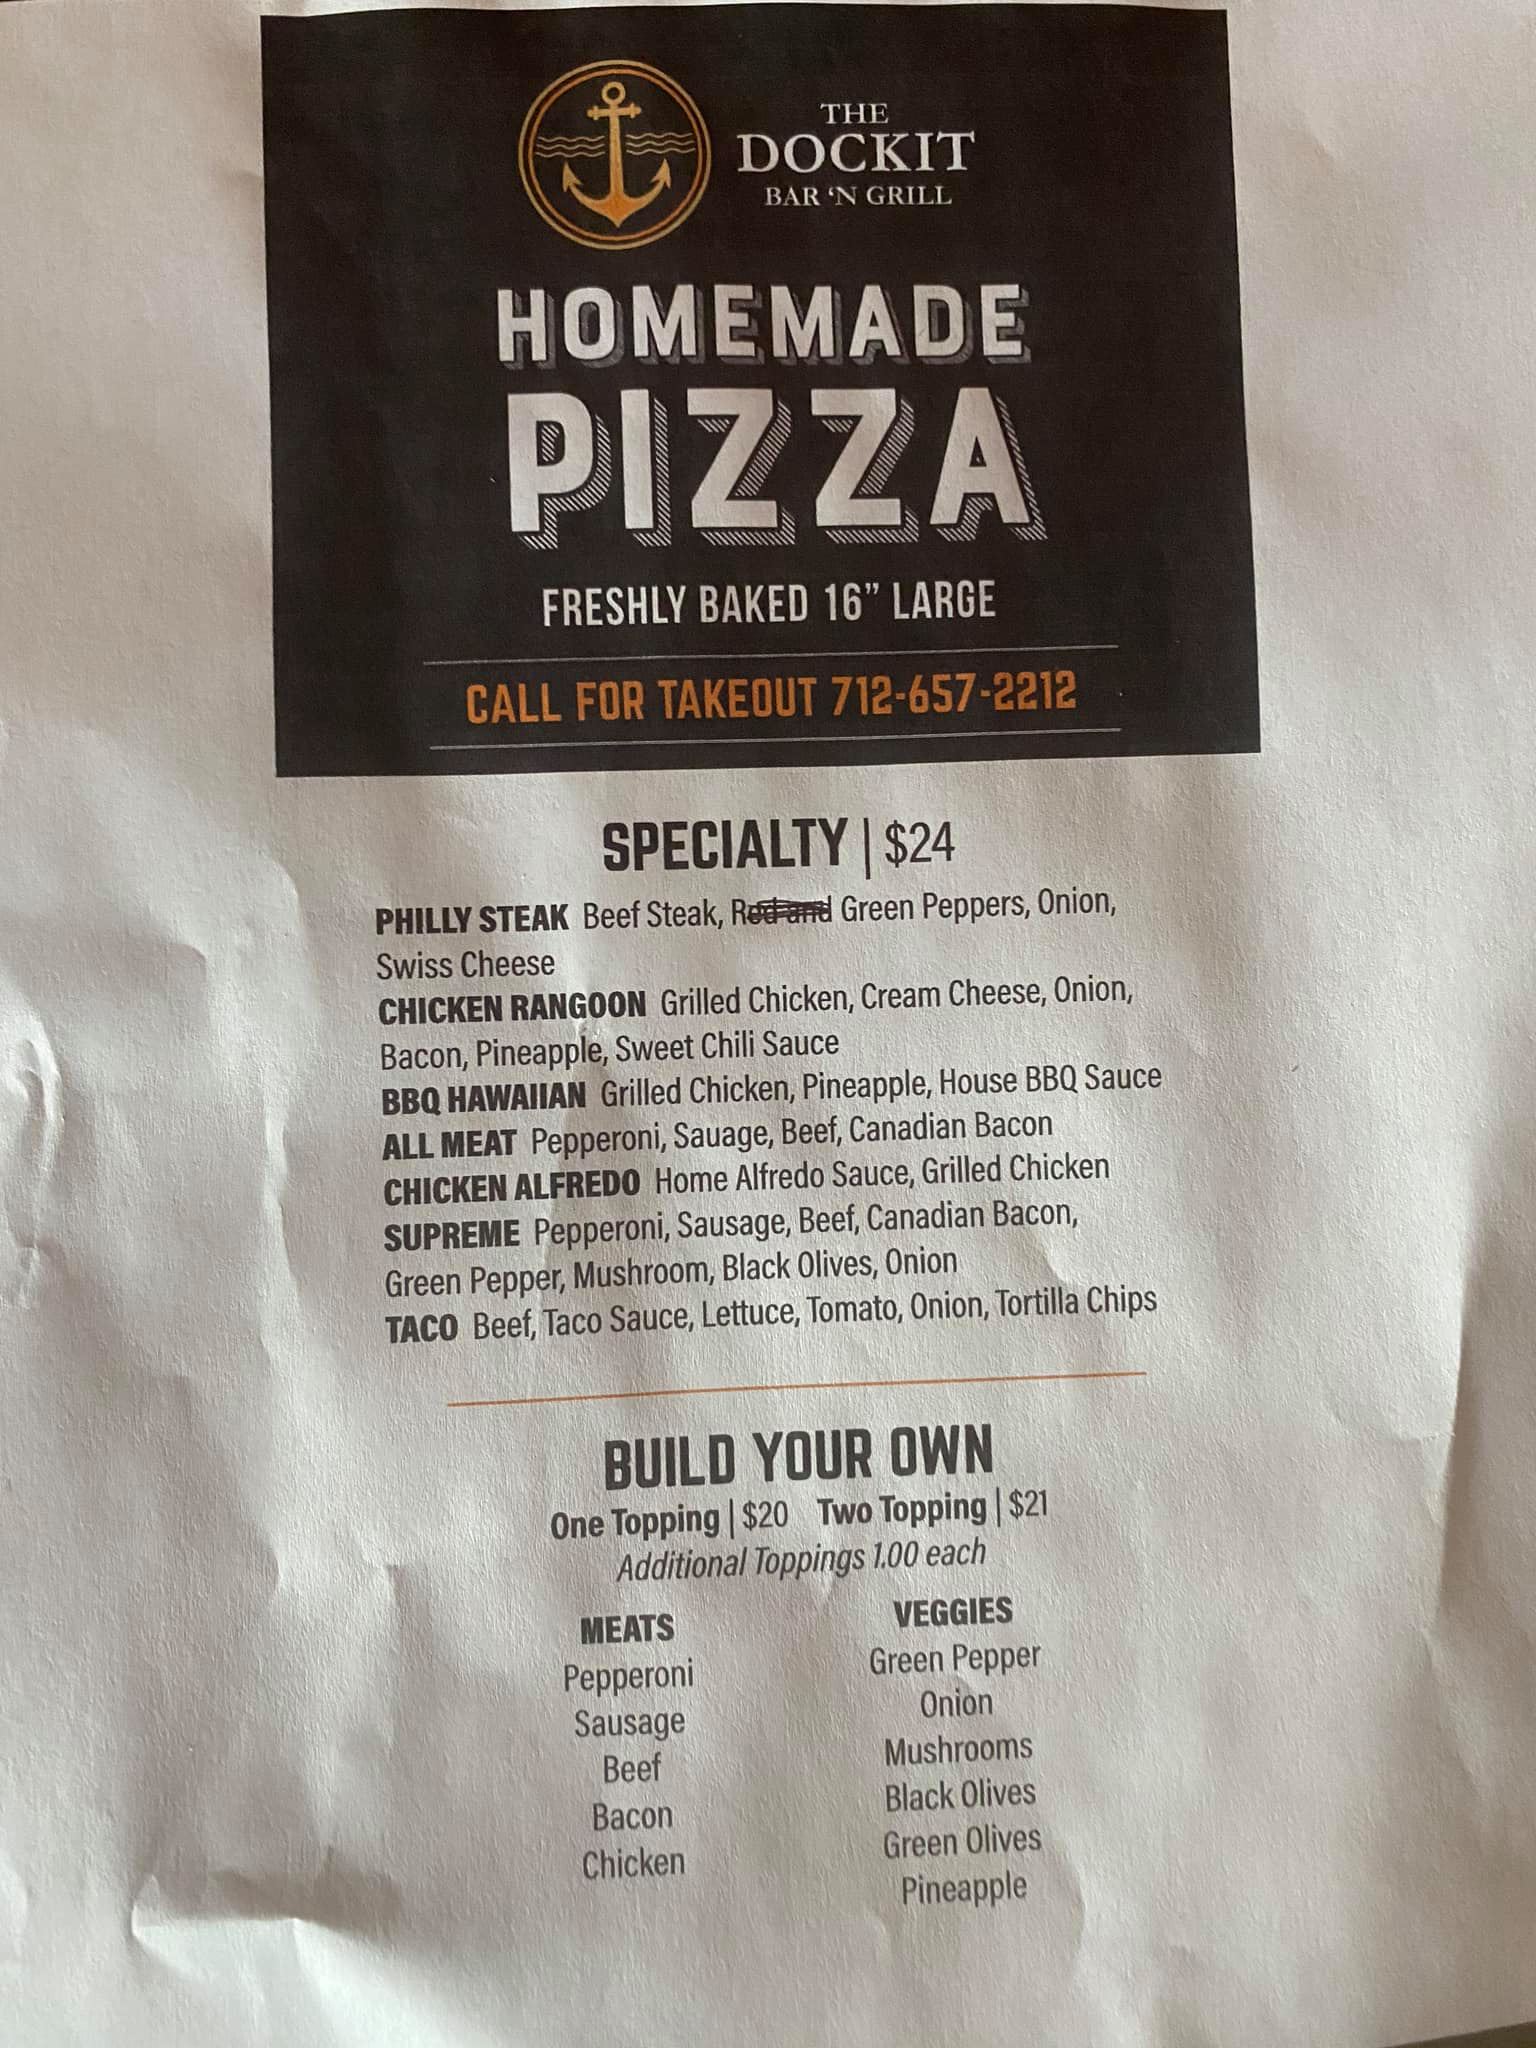 THE
DOCKIT
BAR ‘N GRILL
HOMEMADE
PIZZA
FRESHLY BAKED 16” LARGE
CALL FOR TAKEOUT 712-657-2212
SPECIALTY | $24
PHILLY STEAK Beef Steak, Red and Green Peppers, Onion,
Swiss Cheese
CHICKEN RANGOON Grilled Chicken, Cream Cheese, Onion,
Bacon, Pineapple, Sweet Chili Sauce
BBQ HAWAIIAN Grilled Chicken, Pineapple, House BBQ Sauce
ALL MEAT Pepperoni, Sauage, Beef, Canadian Bacon
CHICKEN ALFREDO Home Alfredo Sauce, Grilled Chicken
SUPREME Pepperoni, Sausage, Beef, Canadian Bacon,
Green Pepper, Mushroom, Black Olives, Onion
TACO Beef, Taco Sauce, Lettuce, Tomato, Onion, Tortilla Chips
BUILD YOUR OWN
One Topping | $20 Two Topping | $21
Additional Toppings 1.00 each
MEATS
Pepperoni
Sausage
Beef
Bacon
Chicken
VEGGIES
Green Pepper
Onion
Mushrooms
Black Olives
Green Olives
Pineapple